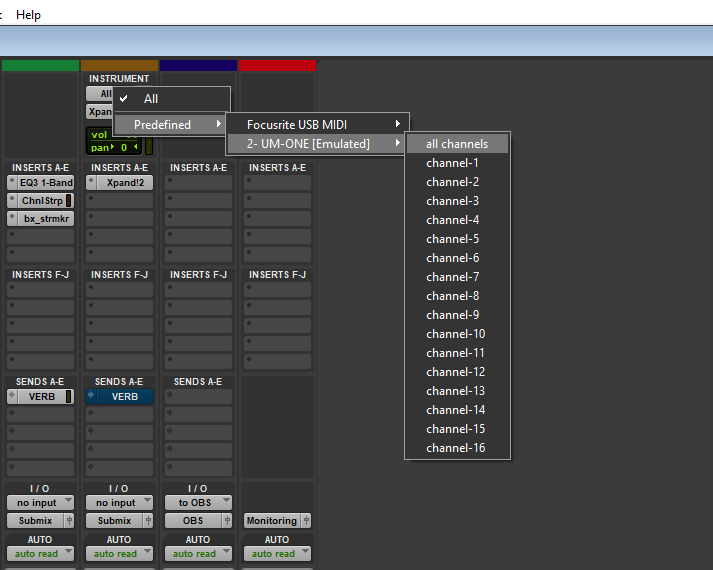 Help
INSTRUMENT
All
Xpan
vol
pan 0
All
Predefined
Focusrite USB MIDI
2- UM-ONE [Emulated]
all channels
channel-1
channel-2
channel-3
channel-4
channel-5
channel-6
channel-7
channel-8
channel-9
channel-10
channel-11
channel-12
channel-13
channel-14
channel-15
channel-16
INSERTS A-E INSERTS A-E INSERTS A-E INSERTS A-E
EQ3 1-Band Xpand!2
ChnlStrp
bx_strmkr
INSERTS F-J INSERTS F-J INSERTS F-J INSERTS F-J
SENDS A-E SENDS A-E SENDS A-E
VERB VERB
I / O I / O I / O
no input no input to OBS
Submix Submix OBS Monitoring
AUTO AUTO AUTO AUTO
auto read auto read auto read auto read